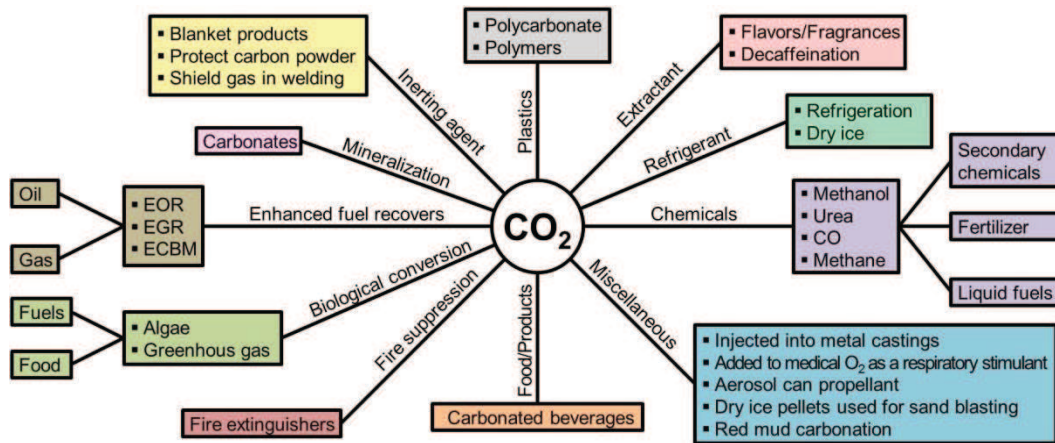 ▪ Blanket products
▪ Protect carbon powder
▪ Shield gas in welding
▪ Polycarbonate
▪ Polymers
▪ Flavors/Fragrances
▪ Decaffeination
Inerting agent
Plastics
Extractant
Carbonates
Mineralization
Refrigerant
▪ Refrigeration
▪ Dry ice
Oil
Gas
▪ EOR
▪ EGR
▪ ECBM
Enhanced fuel recovers
CO₂
Chemicals
▪ Methanol
▪ Urea
▪ CO
▪ Methane
Secondary
chemicals
Fertilizer
Liquid fuels
Fuels
Food
▪ Algae
▪ Greenhous gas
Biological conversion
Fire suppression
Food/Products
Miscellaneous
Fire extinguishers
Carbonated beverages
▪ Injected into metal castings
▪ Added to medical O₂ as a respiratory stimulant
▪ Aerosol can propellant
▪ Dry ice pellets used for sand blasting
▪ Red mud carbonation